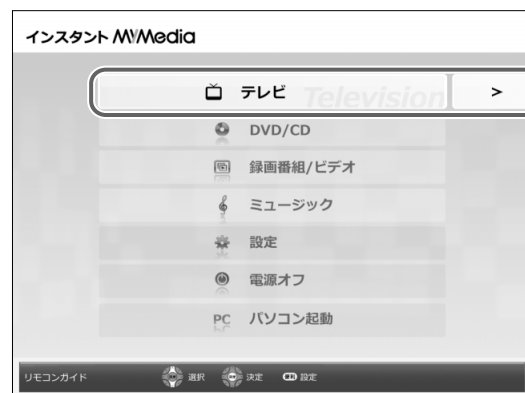 インスタント MyMedia
テレビ Television >
DVD/CD
録画番組/ビデオ
ミュージック
設定
電源オフ
PC パソコン起動
リモコンガイド 選択 決定 設定